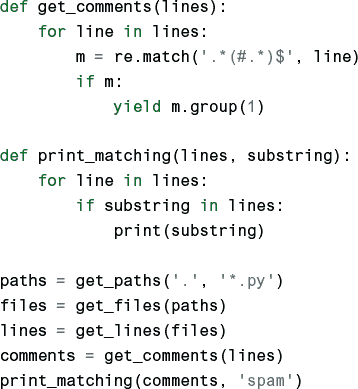 def get_comments(lines):
    for line in lines:
        m = re.match('.*(#.*)$', line)
        if m:
            yield m.group(1)

def print_matching(lines, substring):
    for line in lines:
        if substring in lines:
            print(substring)

paths = get_paths('.', '*.py')
files = get_files(paths)
lines = get_lines(files)
comments = get_comments(lines)
print_matching(comments, 'spam')